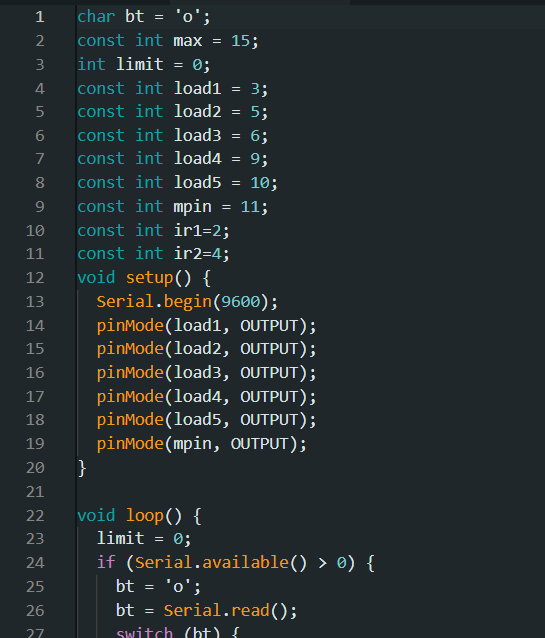 1 char bt = 'o';
2 const int max = 15;
3 int limit = 0;
4 const int load1 = 3;
5 const int load2 = 5;
6 const int load3 = 6;
7 const int load4 = 9;
8 const int load5 = 10;
9 const int mpin = 11;
10 const int ir1=2;
11 const int ir2=4;
12 void setup() {
13 Serial.begin(9600);
14 pinMode(load1, OUTPUT);
15 pinMode(load2, OUTPUT);
16 pinMode(load3, OUTPUT);
17 pinMode(load4, OUTPUT);
18 pinMode(load5, OUTPUT);
19 pinMode(mpin, OUTPUT);
20 }
21
22 void loop() {
23 limit = 0;
24 if (Serial.available() > 0) {
25 bt = 'o';
26 bt = Serial.read();
27 switch (bt) {